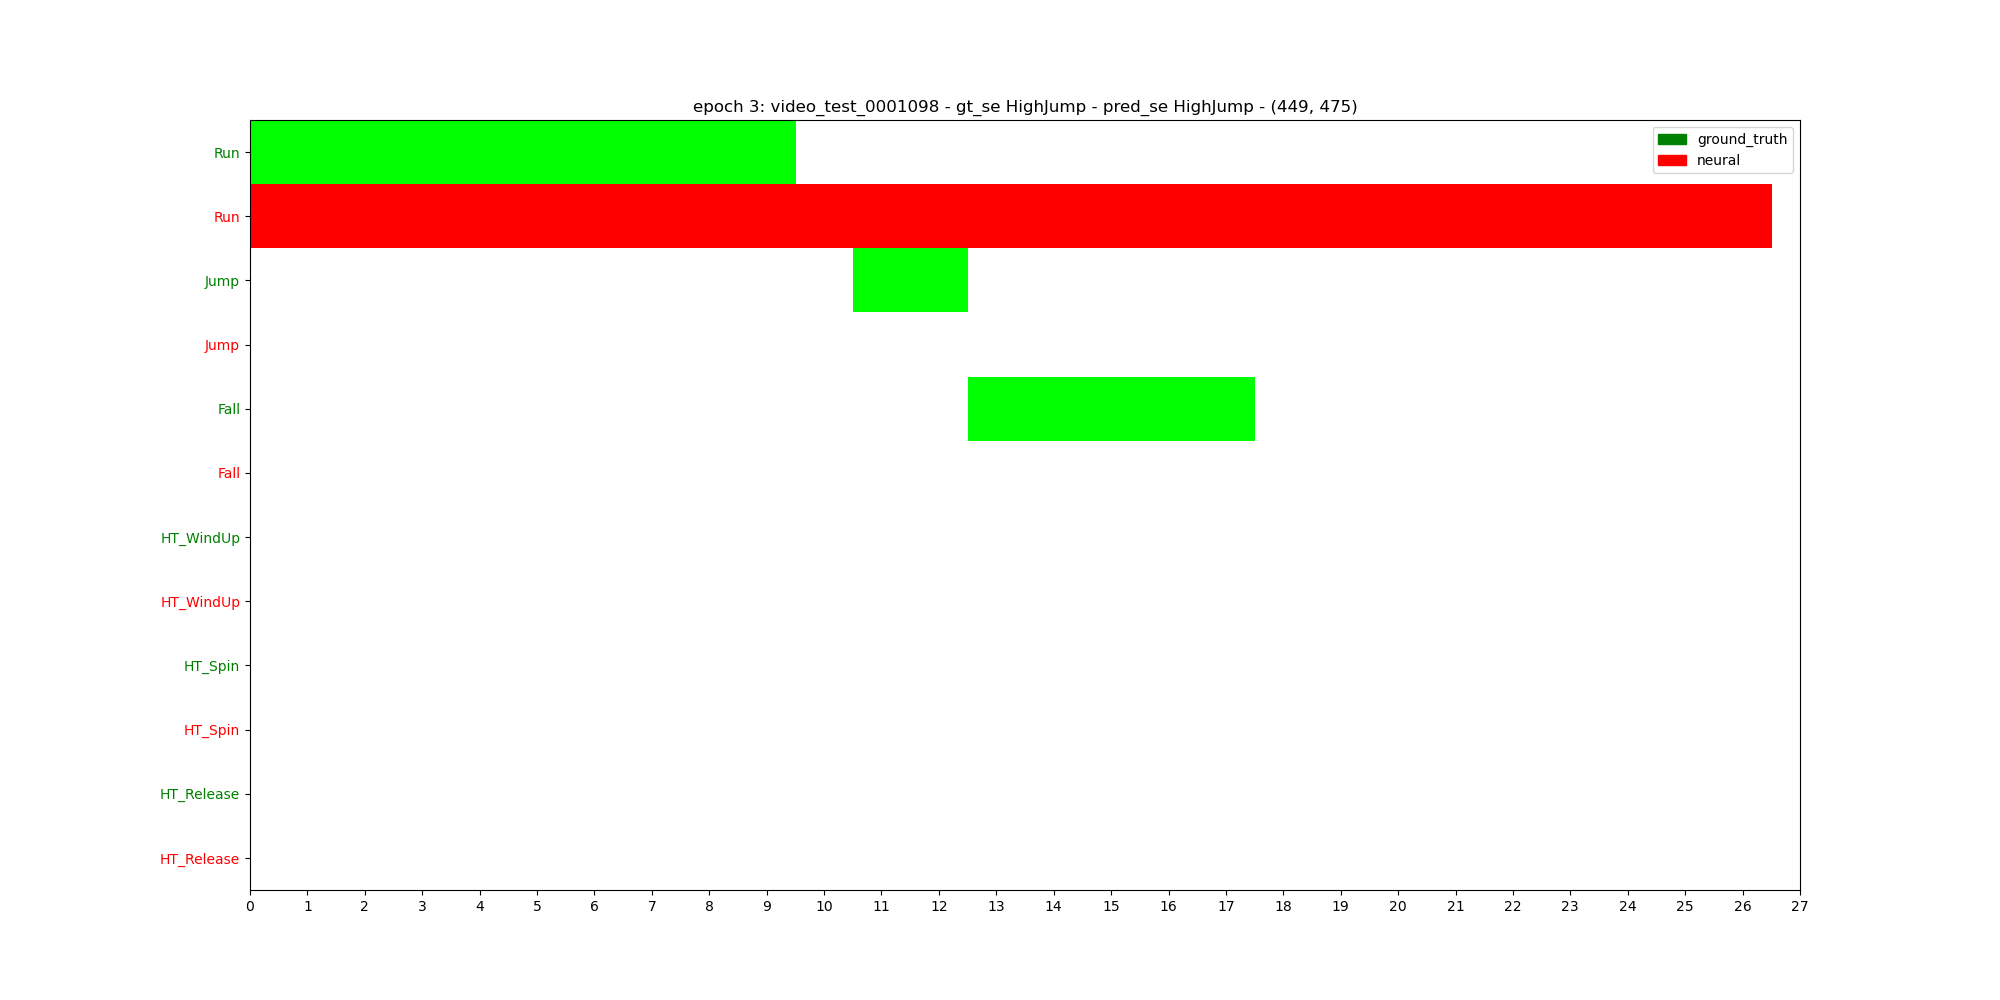 epoch 3: video_test_0001098 - gt_se HighJump - pred_se HighJump - (449, 475)
ground_truth
neural
Run
Run
Jump
Jump
Fall
Fall
HT_WindUp
HT_WindUp
HT_Spin
HT_Spin
HT_Release
HT_Release
0 1 2 3 4 5 6 7 8 9 10 11 12 13 14 15 16 17 18 19 20 21 22 23 24 25 26 27